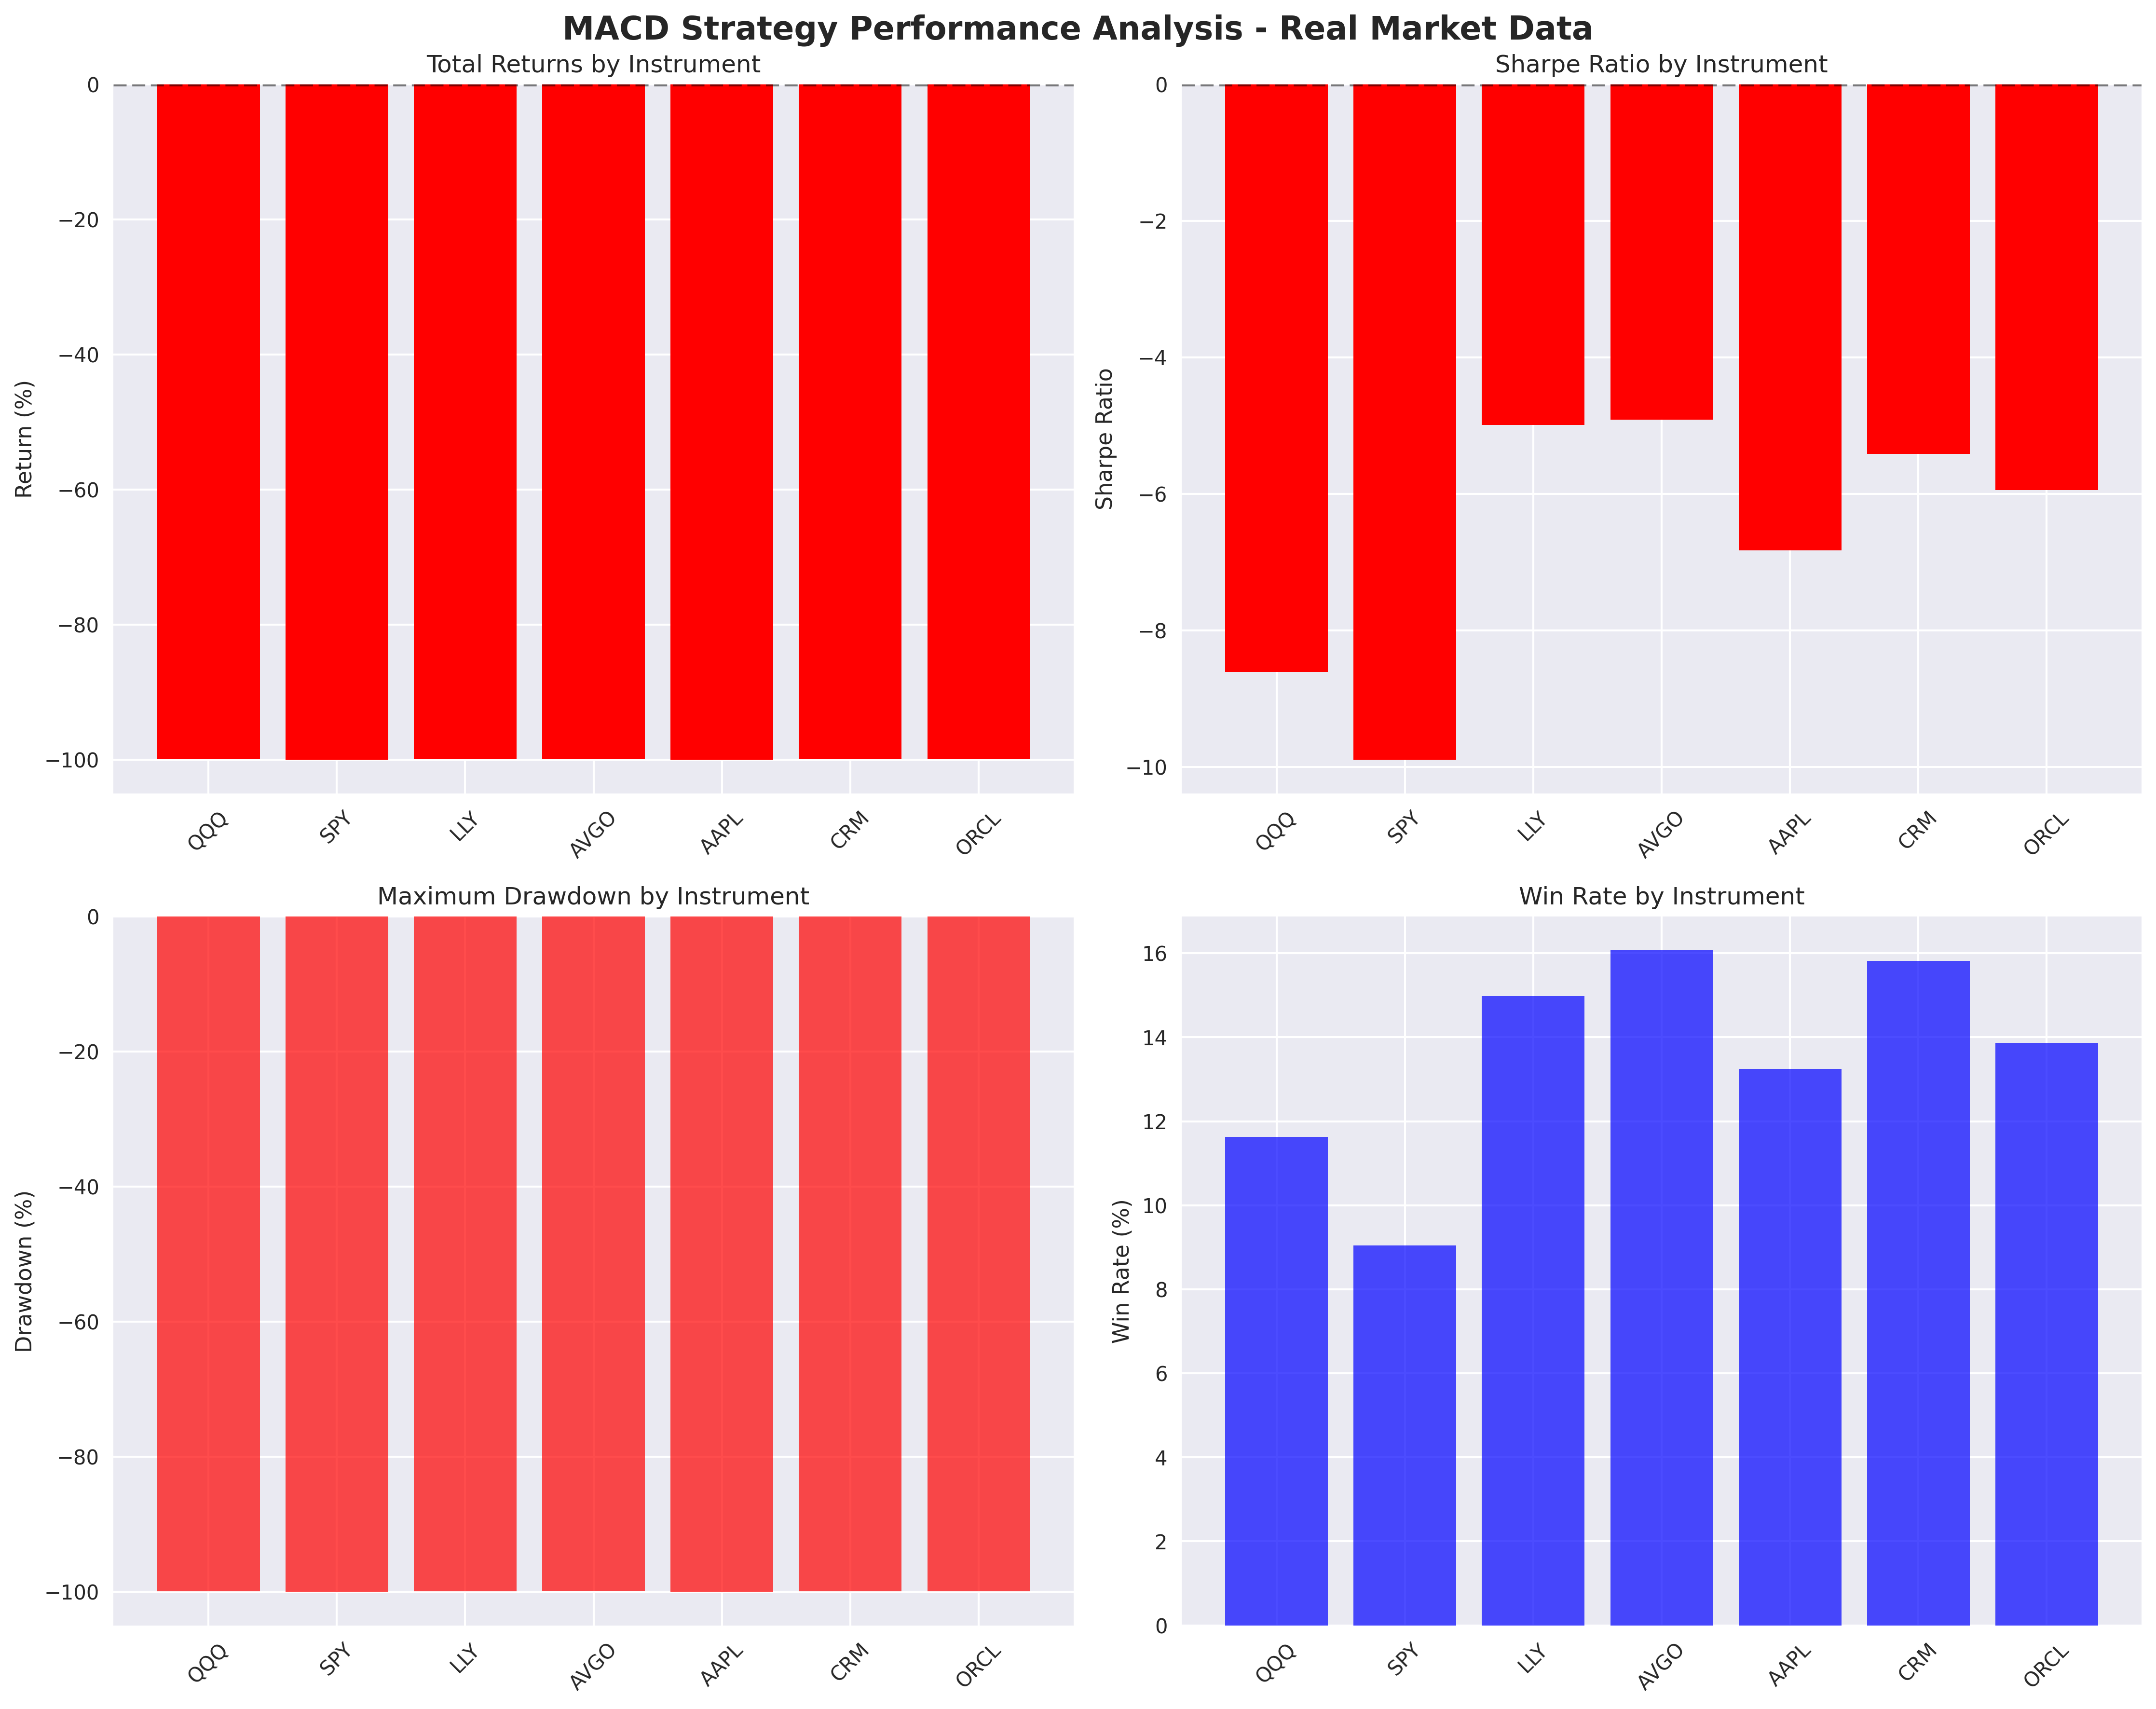 MACD Strategy Performance Analysis - Real Market Data
Total Returns by Instrument
Return (%)
0
−20
−40
−60
−80
−100
QQQ
SPY
LLY
AVGO
AAPL
CRM
ORCL
Sharpe Ratio by Instrument
Sharpe Ratio
0
−2
−4
−6
−8
−10
QQQ
SPY
LLY
AVGO
AAPL
CRM
ORCL
Maximum Drawdown by Instrument
Drawdown (%)
0
−20
−40
−60
−80
−100
QQQ
SPY
LLY
AVGO
AAPL
CRM
ORCL
Win Rate by Instrument
Win Rate (%)
16
14
12
10
8
6
4
2
0
QQQ
SPY
LLY
AVGO
AAPL
CRM
ORCL